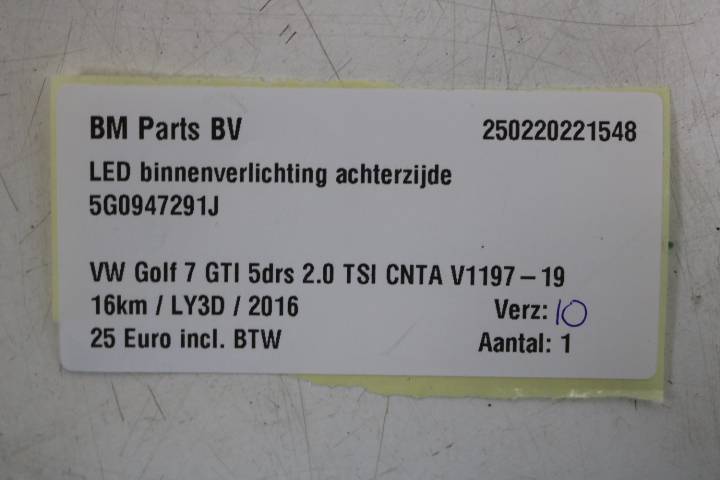 BM Parts BV 250220221548
LED binnenverlichting achterzijde
5G0947291J
VW Golf 7 GTI 5drs 2.0 TSI CNTA V1197-19
16km / LY3D / 2016 Verz: 10
25 Euro incl. BTW Aantal: 1